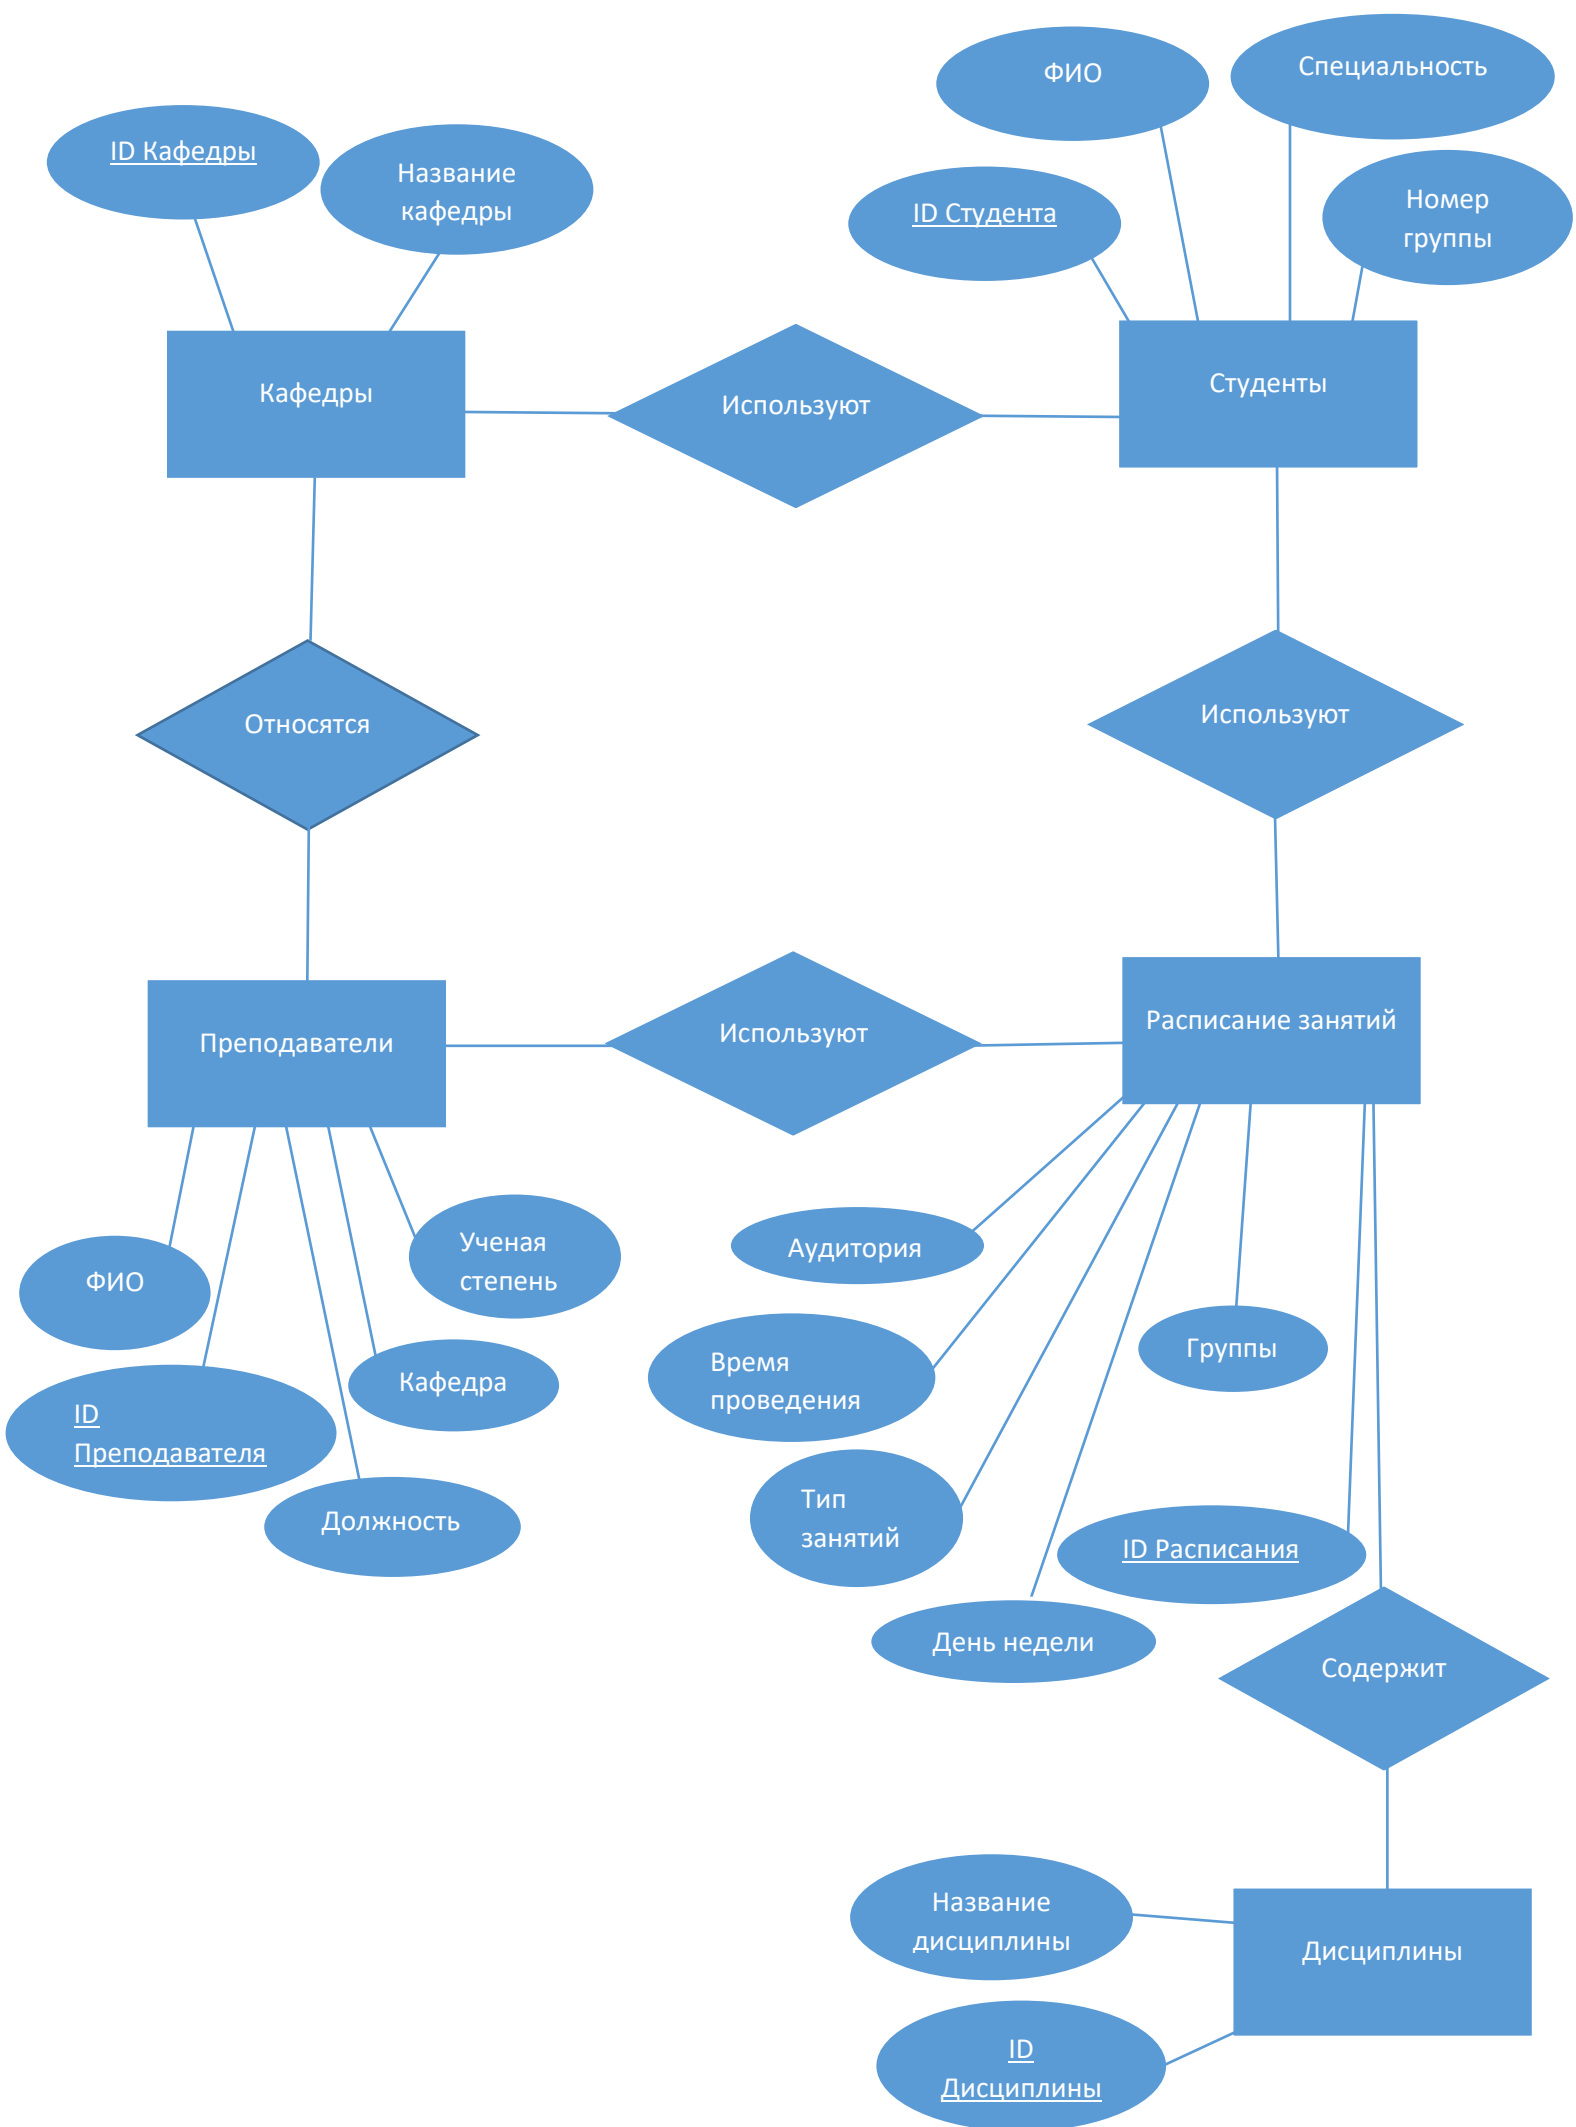 ФИО
Специальность
ID Кафедры
Название
кафедры
ID Студента
Номер
группы
Кафедры
Используют
Студенты
Относятся
Используют
Преподаватели
Используют
Расписание занятий
Ученая
степень
Аудитория
ФИО
Группы
Кафедра
Время
проведения
ID
Преподавателя
Должность
Тип
занятий
ID Расписания
День недели
Содержит
Название
дисциплины
Дисциплины
ID
Дисциплины